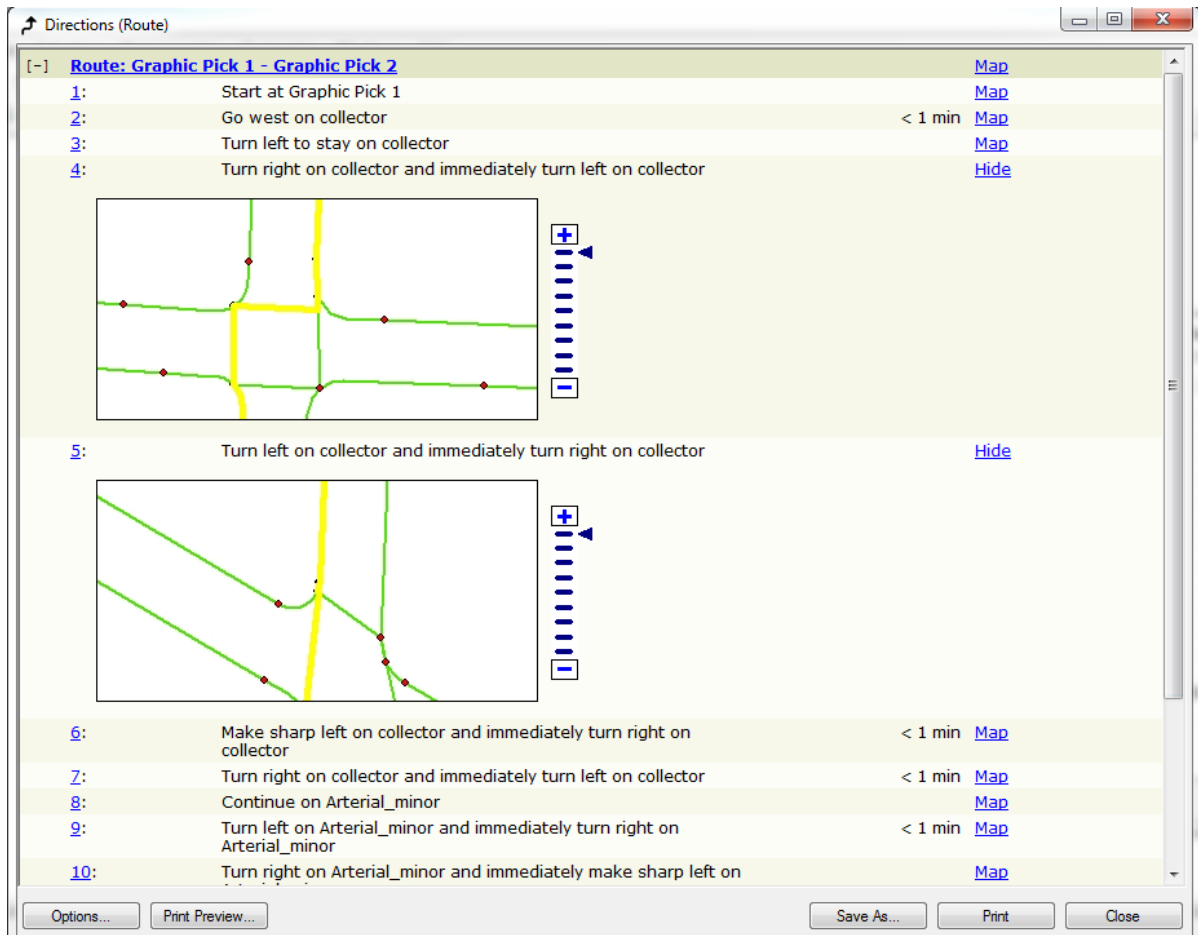 Directions (Route)
[-] Route: Graphic Pick 1 - Graphic Pick 2 Map
1: Start at Graphic Pick 1 Map
2: Go west on collector < 1 min Map
3: Turn left to stay on collector Map
4: Turn right on collector and immediately turn left on collector Hide
+
-
5: Turn left on collector and immediately turn right on collector Hide
+
-
6: Make sharp left on collector and immediately turn right on < 1 min Map
collector
7: Turn right on collector and immediately turn left on collector < 1 min Map
8: Continue on Arterial_minor Map
9: Turn left on Arterial_minor and immediately turn right on < 1 min Map
Arterial_minor
10: Turn right on Arterial_minor and immediately make sharp left on Map
Options... Print Preview... Save As... Print Close